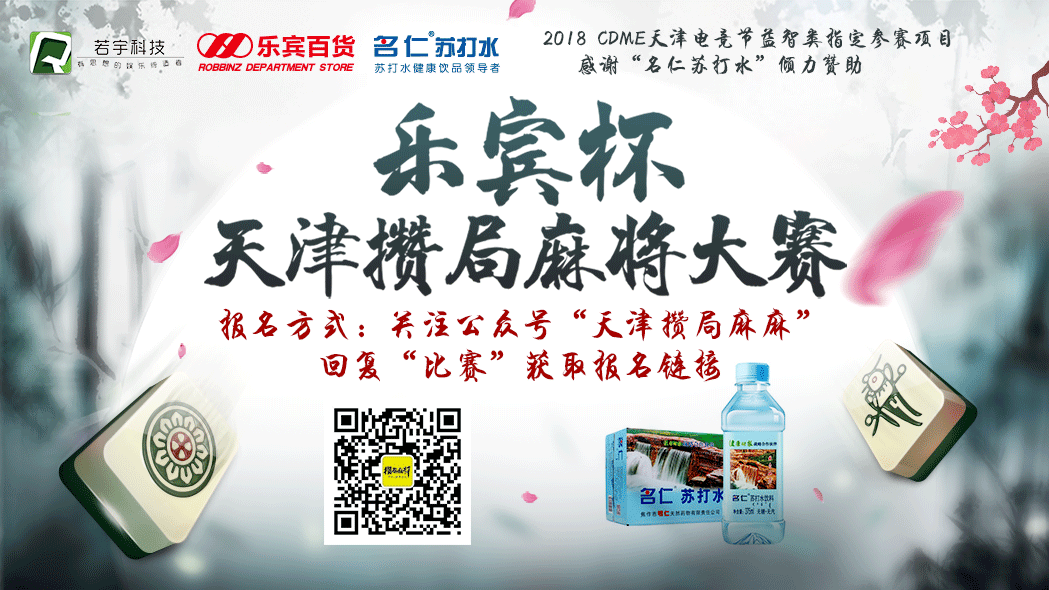 若宇科技
乐宾百货
ROBBINZ DEPARTMENT STORE
名仁®苏打水
苏打水健康饮品领导者
2018 CDME天津电竞节益智类指定参赛项目
感谢“名仁苏打水”倾力赞助
乐宾杯
天津攒局麻将大赛
报名方式：关注公众号“天津攒局麻麻”
回复“比赛”获取报名链接
名仁®苏打水
名仁®苏打水饮料